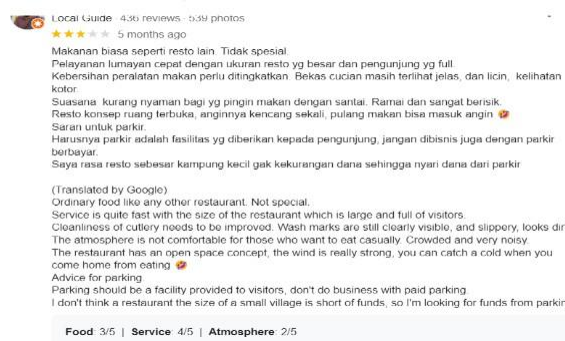 Local Guide · 436 reviews · 539 photos
5 months ago
Makanan biasa seperti resto lain. Tidak spesial.
Pelayanan lumayan cepat dengan ukuran resto yg besar dan pengunjung yg full.
Kebersihan peralatan makan perlu ditingkatkan. Bekas cucian masih terlihat jelas, dan licin, kelihatan
kotor.
Suasana kurang nyaman bagi yg pingin makan dengan santai. Ramai dan sangat berisik.
Resto konsep ruang terbuka, anginnya kencang sekali, pulang makan bisa masuk angin 🤣
Saran untuk parkir.
Harusnya parkir adalah fasilitas yg diberikan kepada pengunjung, jangan dibisnis juga dengan parkir
berbayar.
Saya rasa resto sebesar kampung kecil gak kekurangan dana sehingga nyari dana dari parkir
(Translated by Google)
Ordinary food like any other restaurant. Not special.
Service is quite fast with the size of the restaurant which is large and full of visitors.
Cleanliness of cutlery needs to be improved. Wash marks are still clearly visible, and slippery, looks dir
The atmosphere is not comfortable for those who want to eat casually. Crowded and very noisy.
The restaurant has an open space concept, the wind is really strong, you can catch a cold when you
come home from eating 🤣
Advice for parking.
Parking should be a facility provided to visitors, don't do business with paid parking.
I don't think a restaurant the size of a small village is short of funds, so I'm looking for funds from parkin
Food: 3/5 | Service: 4/5 | Atmosphere: 2/5